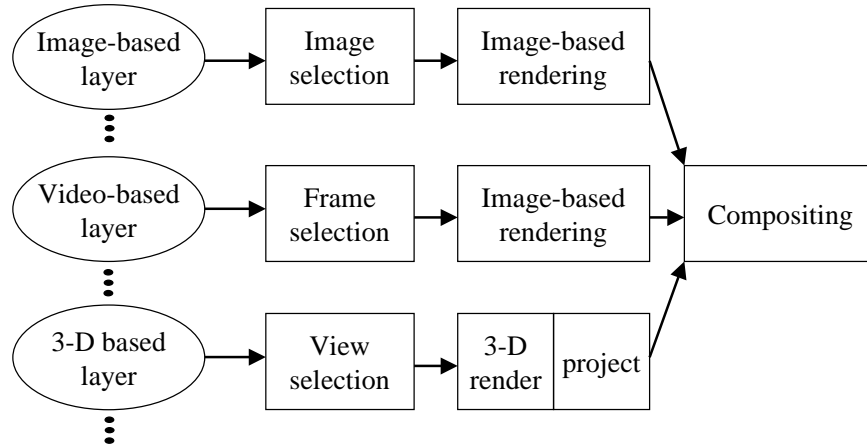 Image-based
layer
Image
selection
Image-based
rendering
Video-based
layer
Frame
selection
Image-based
rendering
Compositing
3-D based
layer
View
selection
3-D
render
project